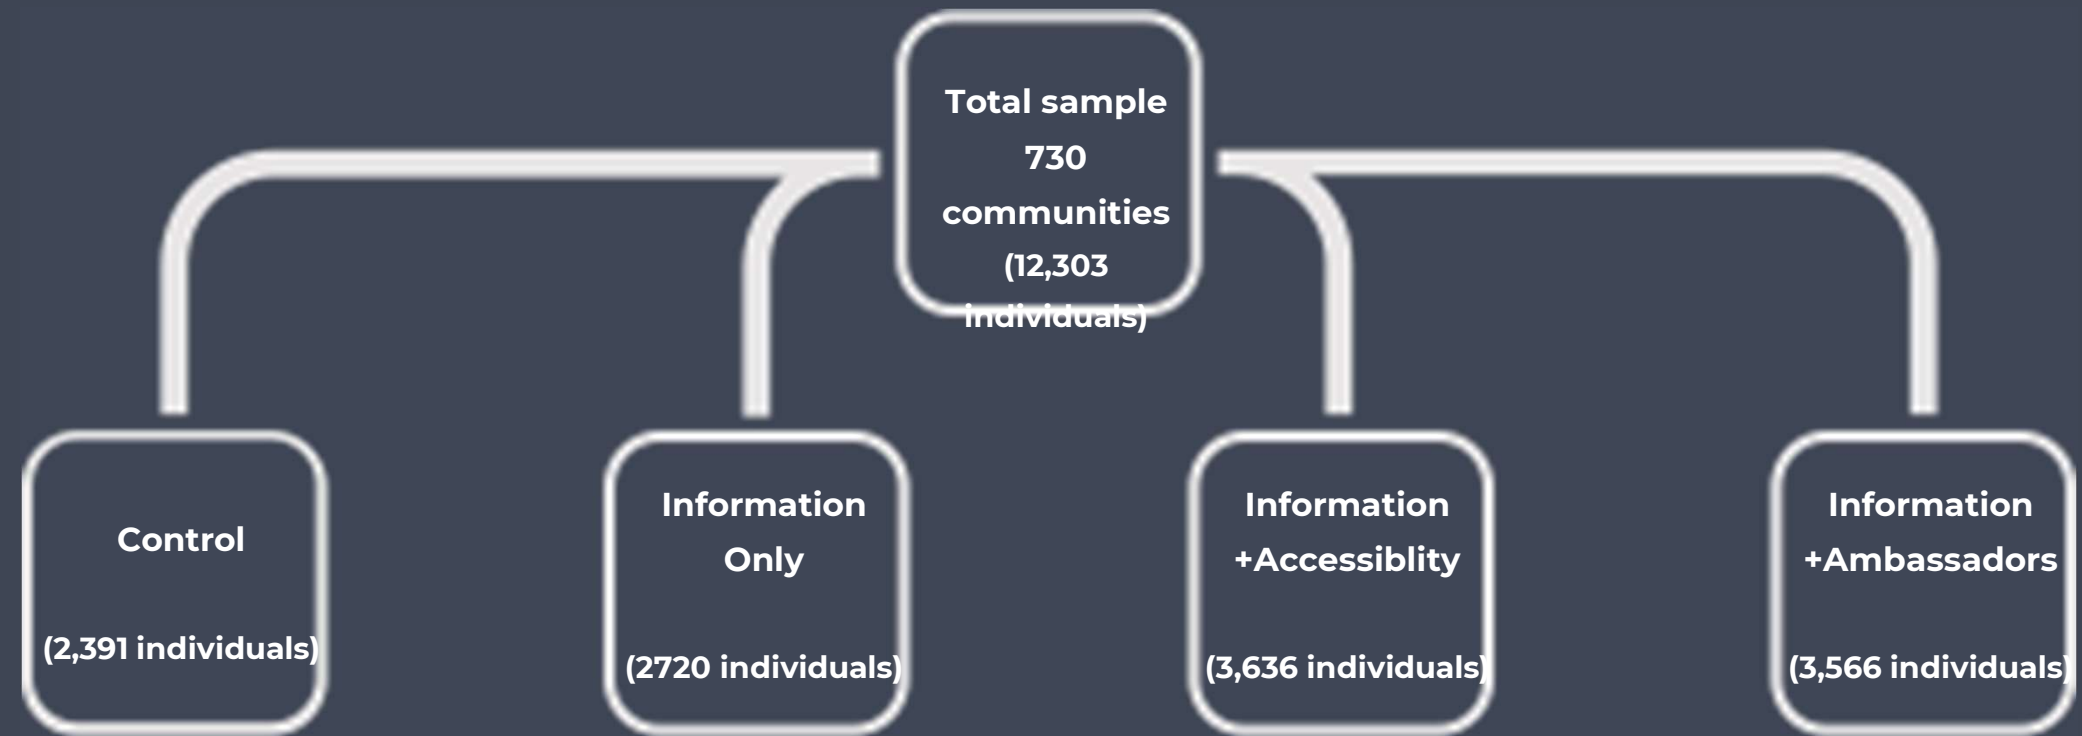 Total sample
730
communities
(12,303
individuals)
Control
(2,391 individuals)
Information
Only
(2720 individuals)
Information
+Accessiblity
(3,636 individuals)
Information
+Ambassadors
(3,566 individuals)